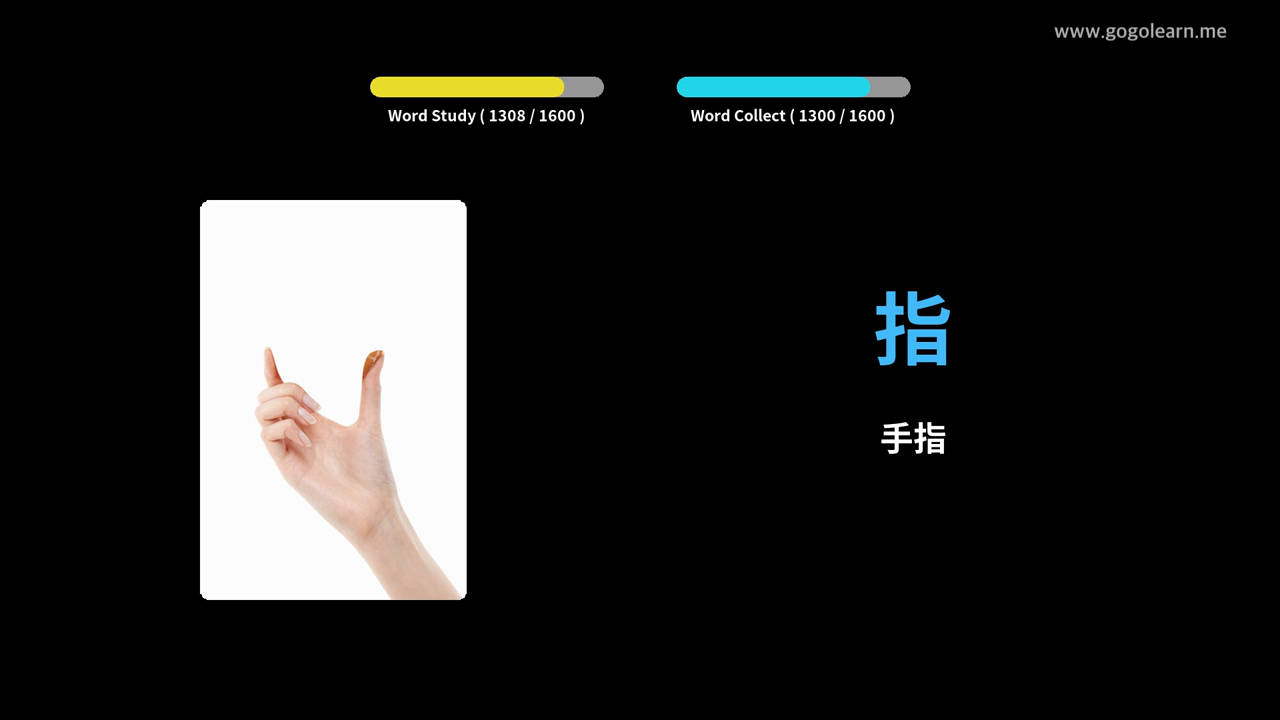 www.gogolearn.me
Word Study ( 1308 / 1600 )
Word Collect ( 1300 / 1600 )
指
手指